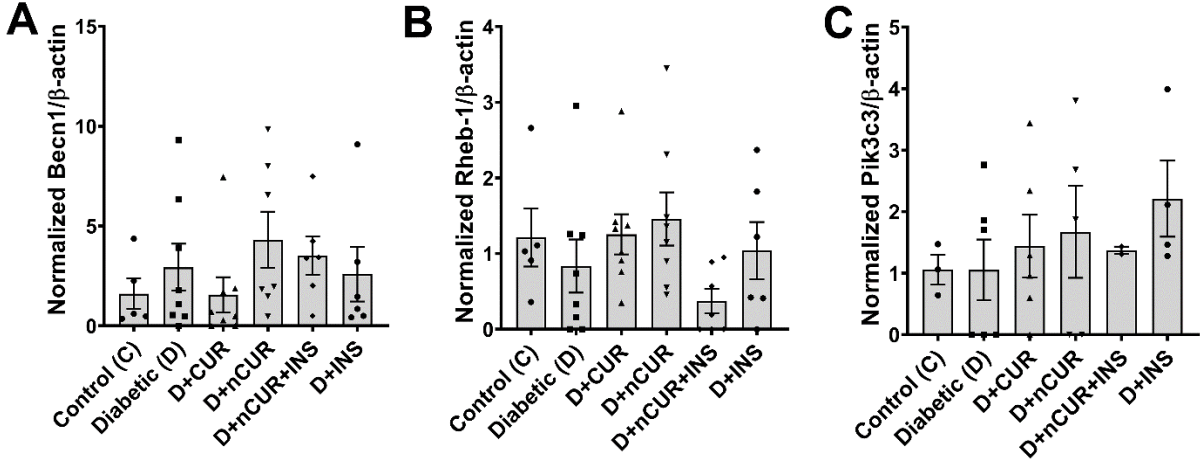 A
Normalized Becn1/β-actin
15
10
5
0
Control (C)
Diabetic (D)
D+CUR
D+nCUR
D+nCUR+INS
D+INS
B
Normalized Rheb-1/β-actin
4
3
2
1
0
Control (C)
Diabetic (D)
D+CUR
D+nCUR
D+nCUR+INS
D+INS
C
Normalized Pik3c3/β-actin
5
4
3
2
1
0
Control (C)
Diabetic (D)
D+CUR
D+nCUR
D+nCUR+INS
D+INS